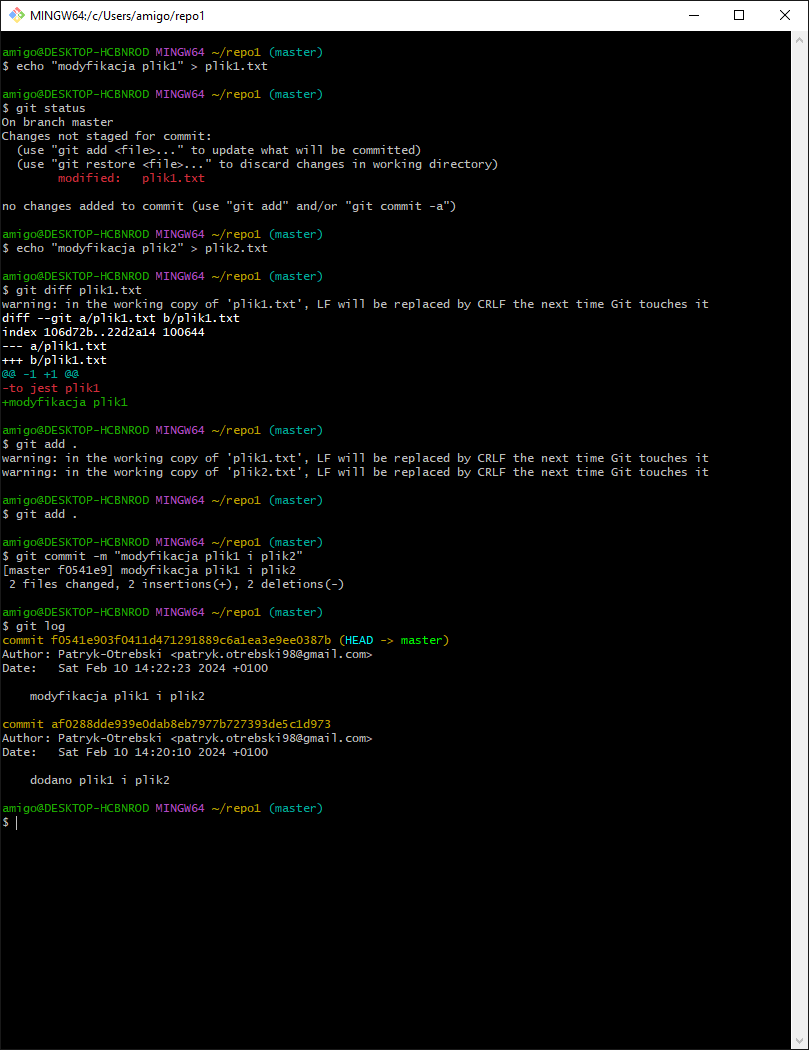 MINGW64:/c/Users/amigo/repo1
amigo@DESKTOP-HCBNROD MINGW64 ~/repo1 (master)
$ echo "modyfikacja plik1" > plik1.txt
amigo@DESKTOP-HCBNROD MINGW64 ~/repo1 (master)
$ git status
On branch master
Changes not staged for commit:
  (use "git add <file>..." to update what will be committed)
  (use "git restore <file>..." to discard changes in working directory)
        modified:   plik1.txt
no changes added to commit (use "git add" and/or "git commit -a")
amigo@DESKTOP-HCBNROD MINGW64 ~/repo1 (master)
$ echo "modyfikacja plik2" > plik2.txt
amigo@DESKTOP-HCBNROD MINGW64 ~/repo1 (master)
$ git diff plik1.txt
warning: in the working copy of 'plik1.txt', LF will be replaced by CRLF the next time Git touches it
diff --git a/plik1.txt b/plik1.txt
index 106d72b..22d2a14 100644
--- a/plik1.txt
+++ b/plik1.txt
@@ -1 +1 @@
-to jest plik1
+modyfikacja plik1
amigo@DESKTOP-HCBNROD MINGW64 ~/repo1 (master)
$ git add .
warning: in the working copy of 'plik1.txt', LF will be replaced by CRLF the next time Git touches it
warning: in the working copy of 'plik2.txt', LF will be replaced by CRLF the next time Git touches it
amigo@DESKTOP-HCBNROD MINGW64 ~/repo1 (master)
$ git add .
amigo@DESKTOP-HCBNROD MINGW64 ~/repo1 (master)
$ git commit -m "modyfikacja plik1 i plik2"
[master f0541e9] modyfikacja plik1 i plik2
 2 files changed, 2 insertions(+), 2 deletions(-)
amigo@DESKTOP-HCBNROD MINGW64 ~/repo1 (master)
$ git log
commit f0541e903f0411d471291889c6a1ea3e9ee0387b (HEAD -> master)
Author: Patryk-Otrebski <patryk.otrebski98@gmail.com>
Date:   Sat Feb 10 14:22:23 2024 +0100
    modyfikacja plik1 i plik2
commit af0288dde939e0dab8eb7977b727393de5c1d973
Author: Patryk-Otrebski <patryk.otrebski98@gmail.com>
Date:   Sat Feb 10 14:20:10 2024 +0100
    dodano plik1 i plik2
amigo@DESKTOP-HCBNROD MINGW64 ~/repo1 (master)
$